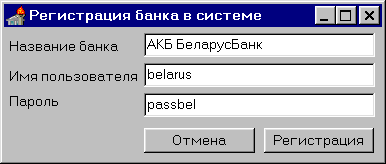 Регистрация банка в системе
Название банка АКБ БеларусБанк
Имя пользователя belarus
Пароль passbel
Отмена Регистрация